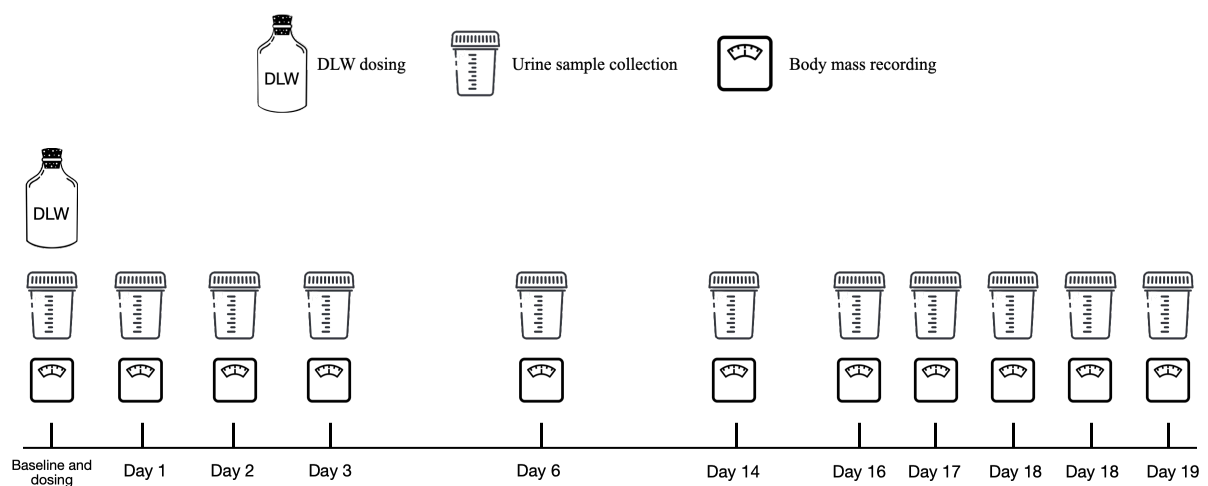 DLW
DLW dosing
Urine sample collection
Body mass recording
DLW
Baseline and
dosing
Day 1
Day 2
Day 3
Day 6
Day 14
Day 16
Day 17
Day 18
Day 18
Day 19